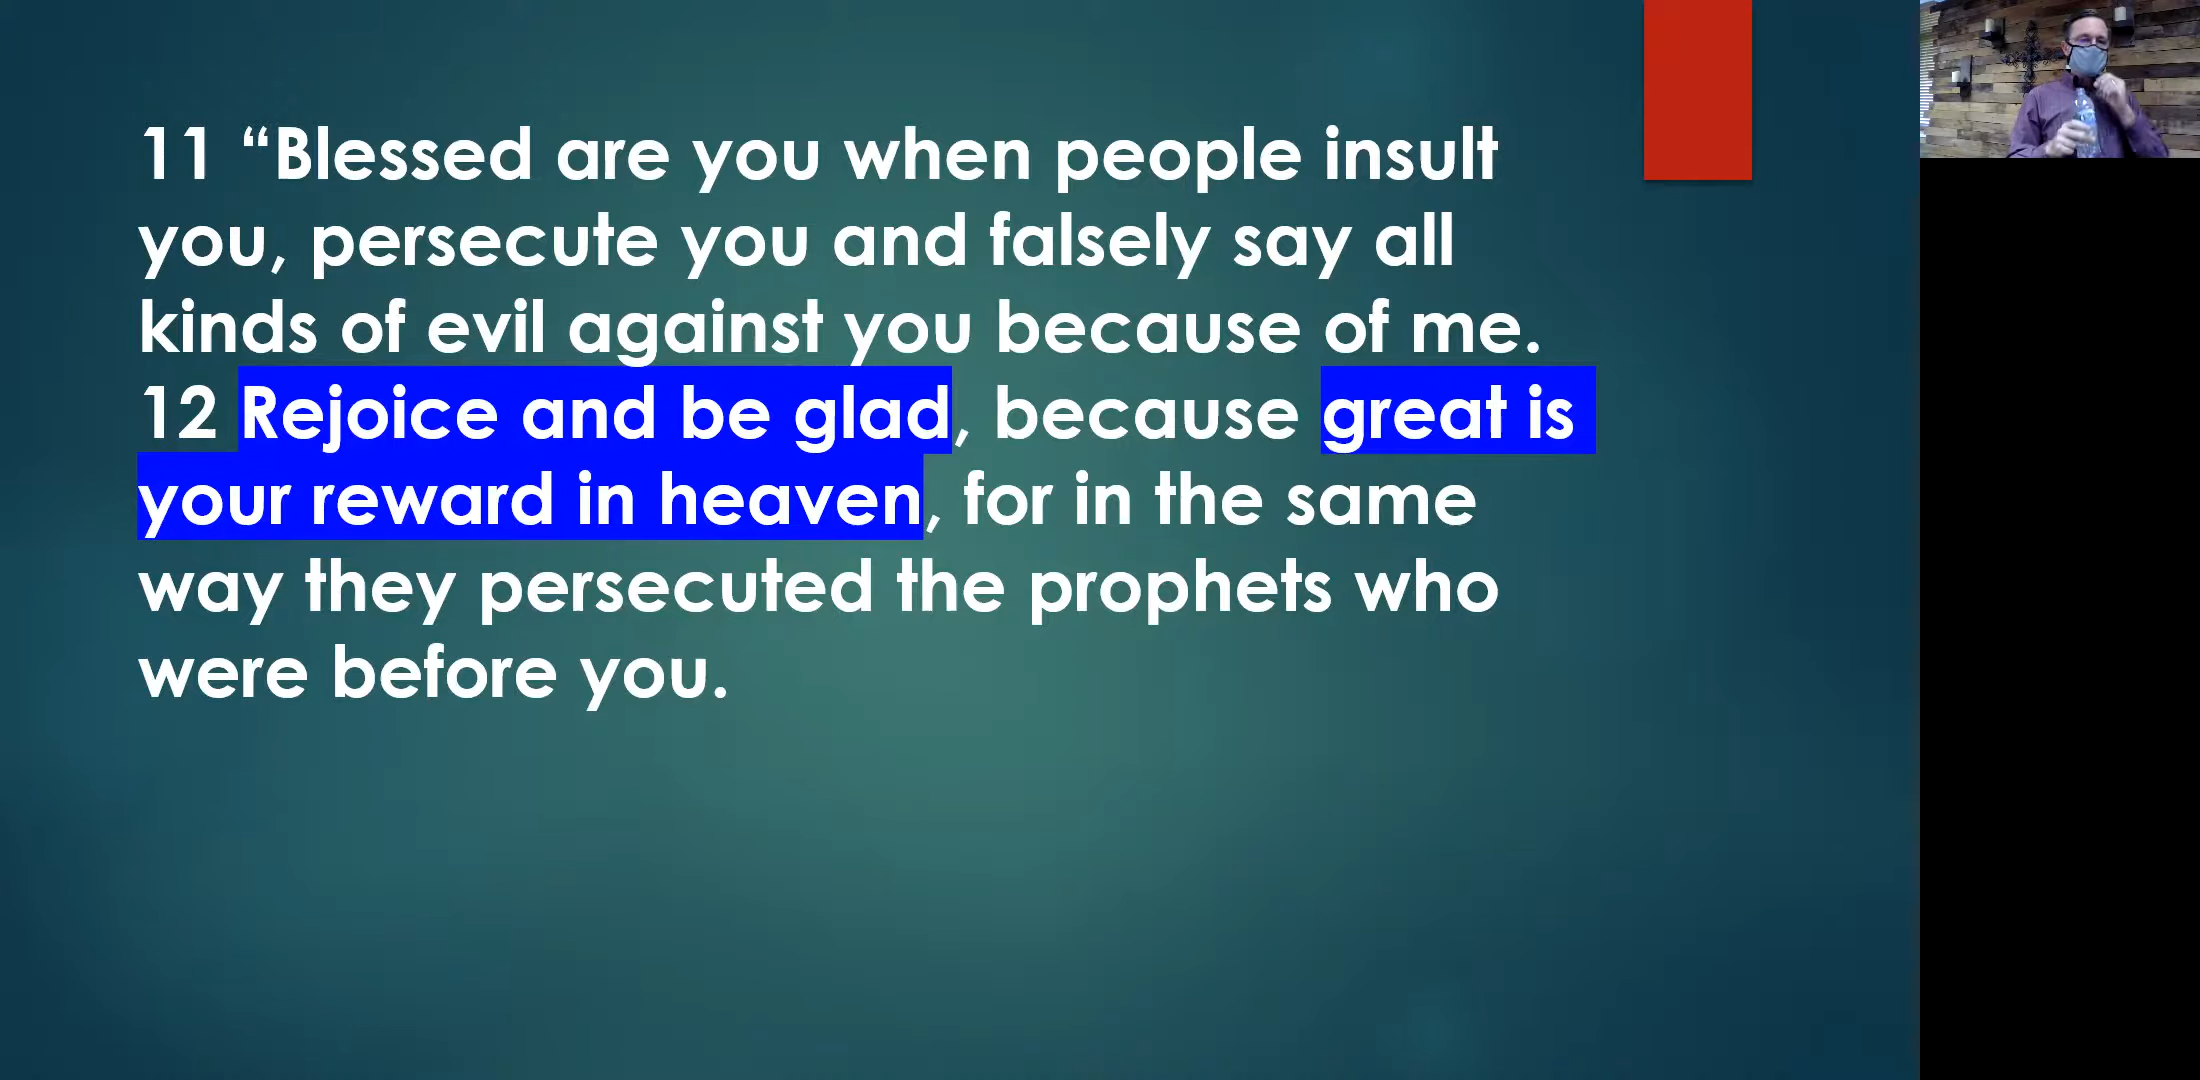 11 “Blessed are you when people insult
you, persecute you and falsely say all
kinds of evil against you because of me.
12 Rejoice and be glad, because great is
your reward in heaven, for in the same
way they persecuted the prophets who
were before you.